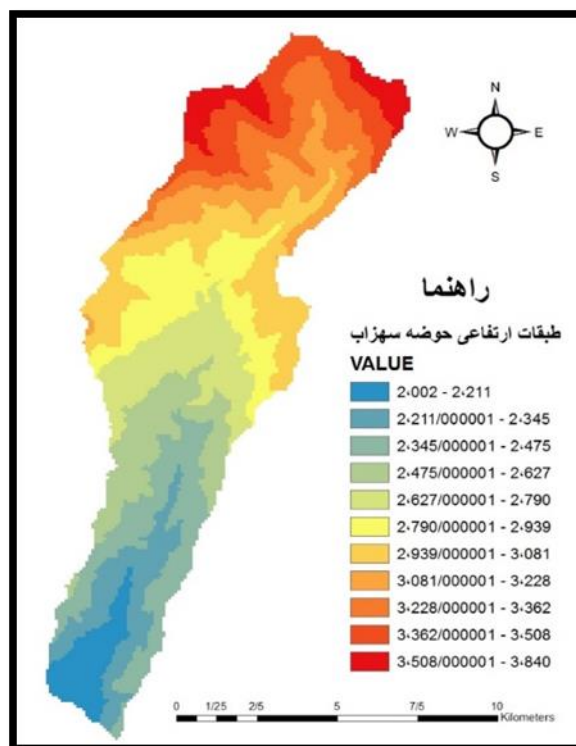 N
W E
S
راهنما
طبقات ارتفاعی حوضه سهزاب
VALUE
2،002 - 2،211
2،211/000001 - 2،345
2،345/000001 - 2،475
2،475/000001 - 2،627
2،627/000001 - 2،790
2،790/000001 - 2،939
2،939/000001 - 3،081
3،081/000001 - 3،228
3،228/000001 - 3،362
3،362/000001 - 3،508
3،508/000001 - 3،840
0 1/25 2/5 5 7/5 10
Kilometers